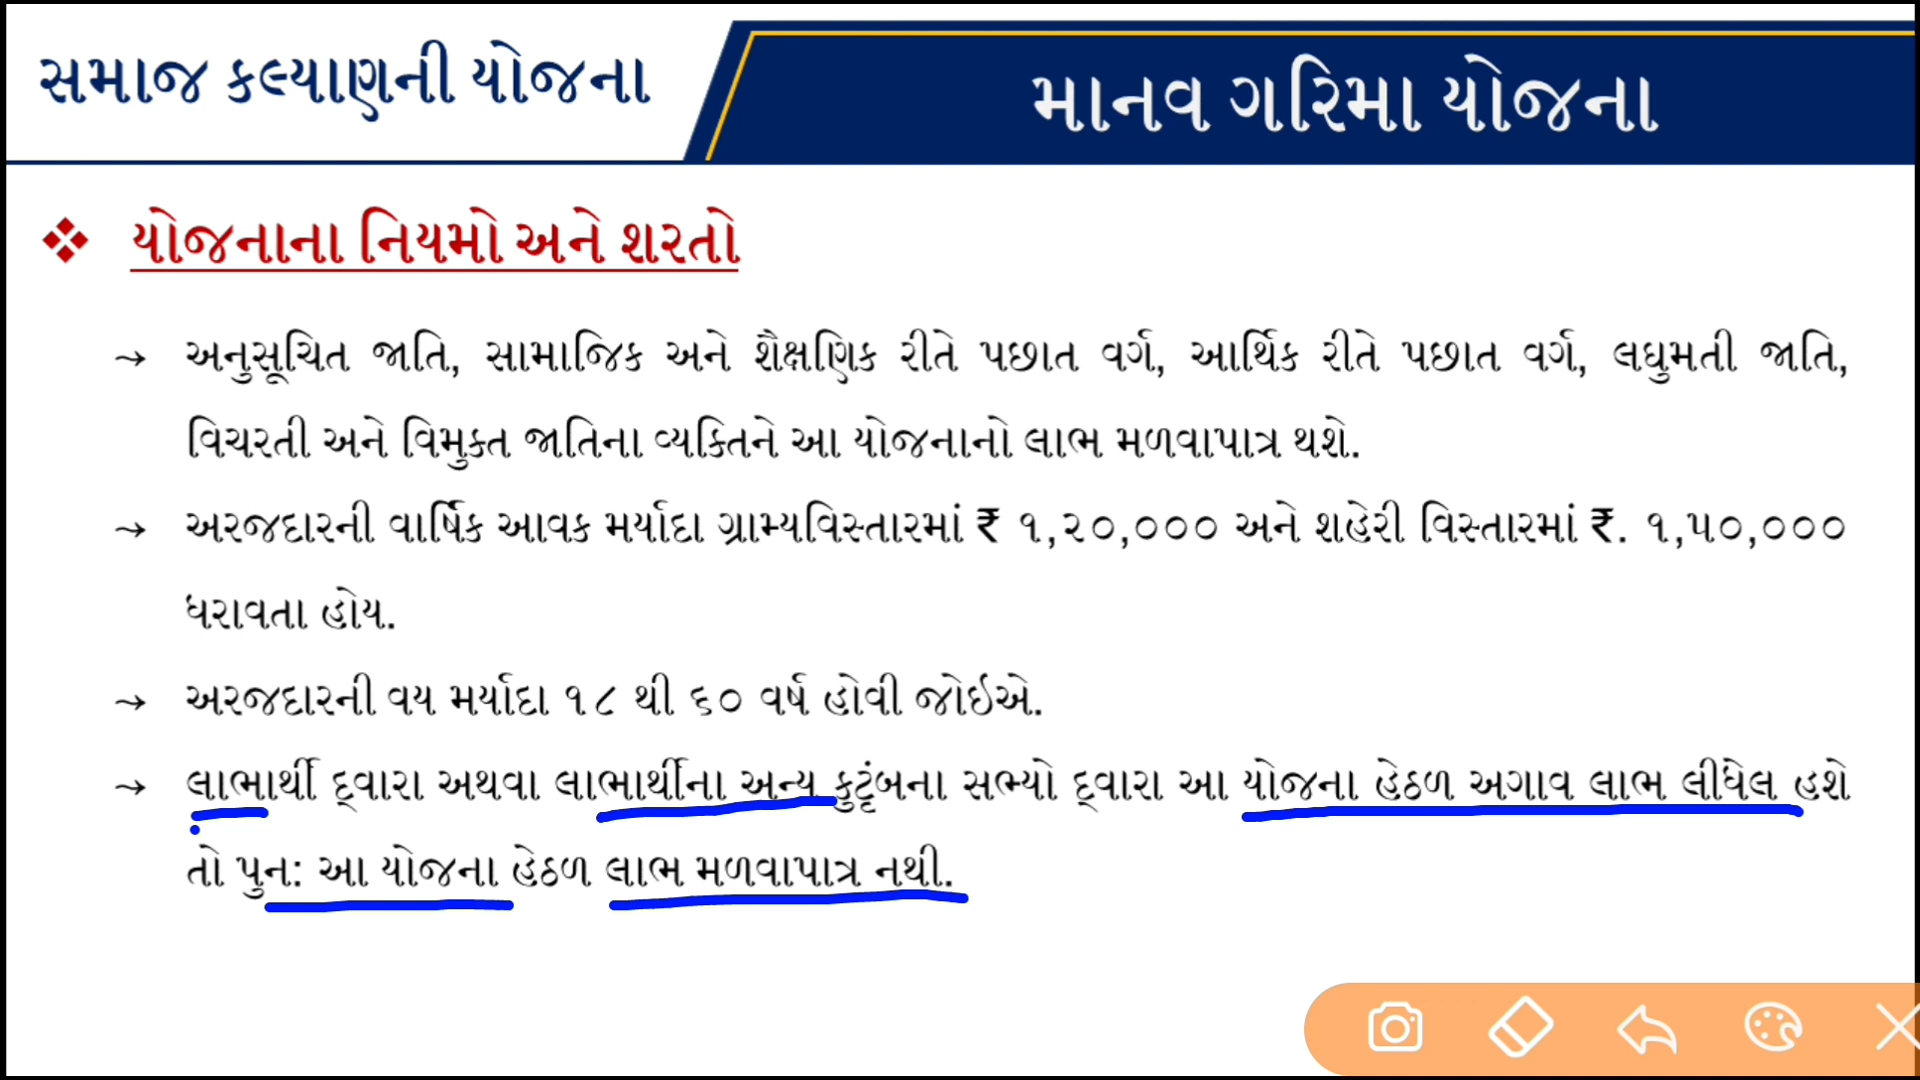 સમાજ કલ્યાણની યોજના
માનવ ગરિમા યોજના
❖ યોજનાના નિયમો અને શરતો
→ અનુસૂચિત જાતિ, સામાજિક અને શૈક્ષણિક રીતે પછાત વર્ગ, આર્થિક રીતે પછાત વર્ગ, લઘુમતી જાતિ,
વિચરતી અને વિમુક્ત જાતિના વ્યક્તિને આ યોજનાનો લાભ મળવાપાત્ર થશે.
→ અરજદારની વાર્ષિક આવક મર્યાદા ગ્રામ્યવિસ્તારમાં ₹ ૧,૨૦,૦૦૦ અને શહેરી વિસ્તારમાં ₹. ૧,૫૦,૦૦૦
ધરાવતા હોય.
→ અરજદારની વય મર્યાદા ૧૮ થી ૬૦ વર્ષ હોવી જોઇએ.
→ લાભાર્થી દ્વારા અથવા લાભાર્થીના અન્ય કુટૃંબના સભ્યો દ્વારા આ યોજના હેઠળ અગાવ લાભ લીધેલ હશે
તો પુન: આ યોજના હેઠળ લાભ મળવાપાત્ર નથી.